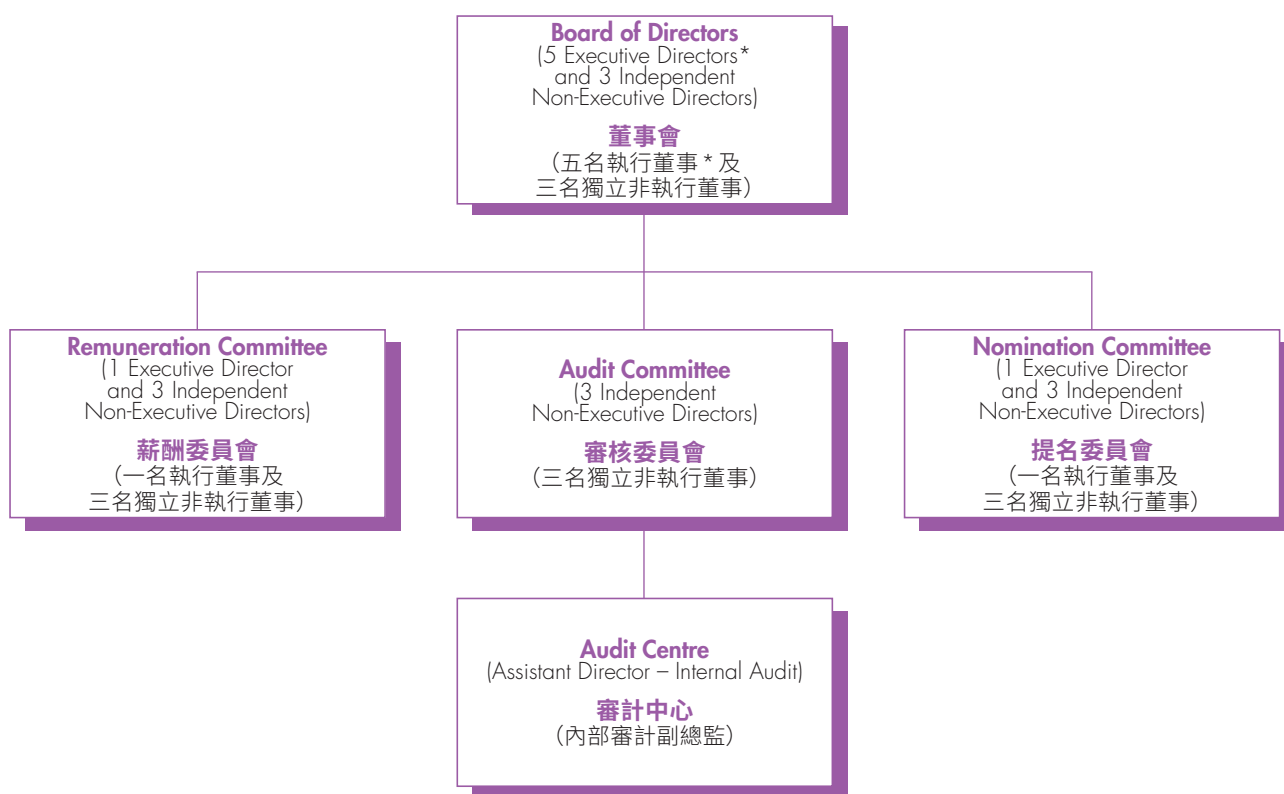 Board of Directors
(5 Executive Directors*
and 3 Independent
Non-Executive Directors)
董事會
（五名執行董事 * 及
三名獨立非執行董事）
Remuneration Committee
(1 Executive Director
and 3 Independent
Non-Executive Directors)
薪酬委員會
（一名執行董事及
三名獨立非執行董事）
Audit Committee
(3 Independent
Non-Executive Directors)
審核委員會
（三名獨立非執行董事）
Nomination Committee
(1 Executive Director
and 3 Independent
Non-Executive Directors)
提名委員會
（一名執行董事及
三名獨立非執行董事）
Audit Centre
(Assistant Director – Internal Audit)
審計中心
（內部審計副總監）